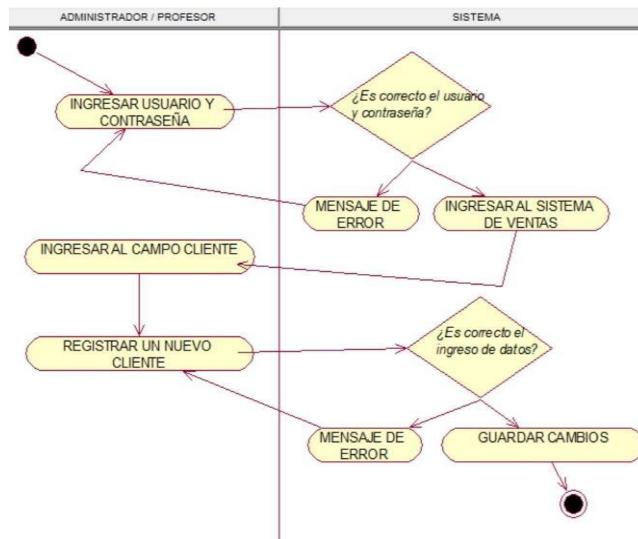 ADMINISTRADOR / PROFESOR
SISTEMA
INGRESAR USUARIO Y
CONTRASEÑA
¿Es correcto el usuario
y contraseña?
MENSAJE DE
ERROR
INGRESAR AL SISTEMA
DE VENTAS
INGRESAR AL CAMPO CLIENTE
REGISTRAR UN NUEVO
CLIENTE
¿Es correcto el
ingreso de datos?
MENSAJE DE
ERROR
GUARDAR CAMBIOS